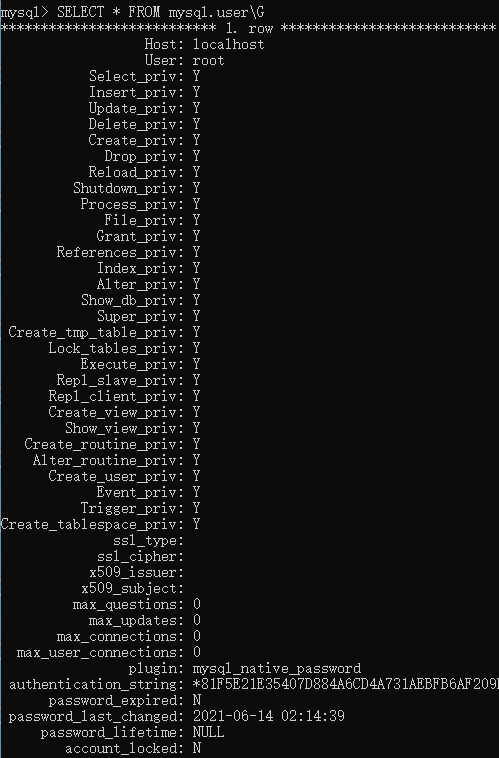 mysql> SELECT * FROM mysql.user\G
*************************** 1. row ***************************
Host: localhost
User: root
Select_priv: Y
Insert_priv: Y
Update_priv: Y
Delete_priv: Y
Create_priv: Y
Drop_priv: Y
Reload_priv: Y
Shutdown_priv: Y
Process_priv: Y
File_priv: Y
Grant_priv: Y
References_priv: Y
Index_priv: Y
Alter_priv: Y
Show_db_priv: Y
Super_priv: Y
Create_tmp_table_priv: Y
Lock_tables_priv: Y
Execute_priv: Y
Repl_slave_priv: Y
Repl_client_priv: Y
Create_view_priv: Y
Show_view_priv: Y
Create_routine_priv: Y
Alter_routine_priv: Y
Create_user_priv: Y
Event_priv: Y
Trigger_priv: Y
Create_tablespace_priv: Y
ssl_type:
ssl_cipher:
x509_issuer:
x509_subject:
max_questions: 0
max_updates: 0
max_connections: 0
max_user_connections: 0
plugin: mysql_native_password
authentication_string: *81F5E21E35407D884A6CD4A731AEBFB6AF209
password_expired: N
password_last_changed: 2021-06-14 02:14:39
password_lifetime: NULL
account_locked: N